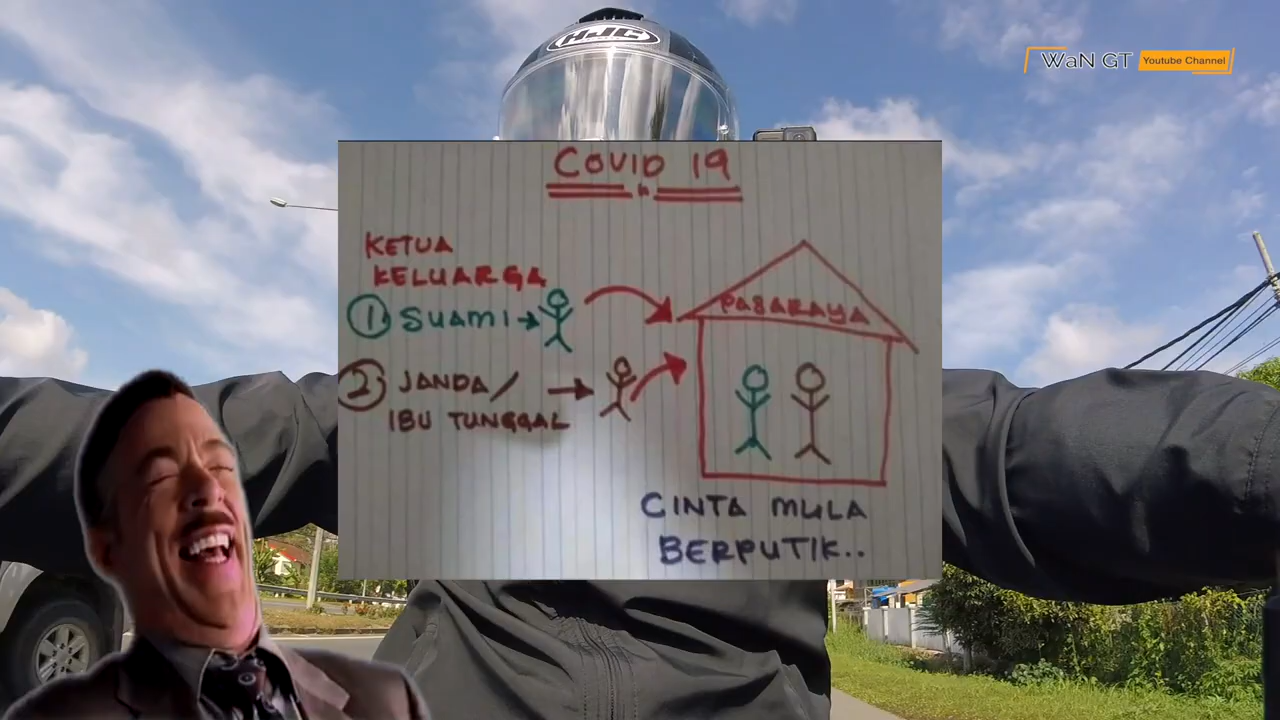 HJC
WaN GT Youtube Channel
COVID 19
KETUA
KELUARGA
1 SUAMI
2 JANDA/
IBU TUNGGAL
PASARAYA
CINTA MULA
BERPUTIK..